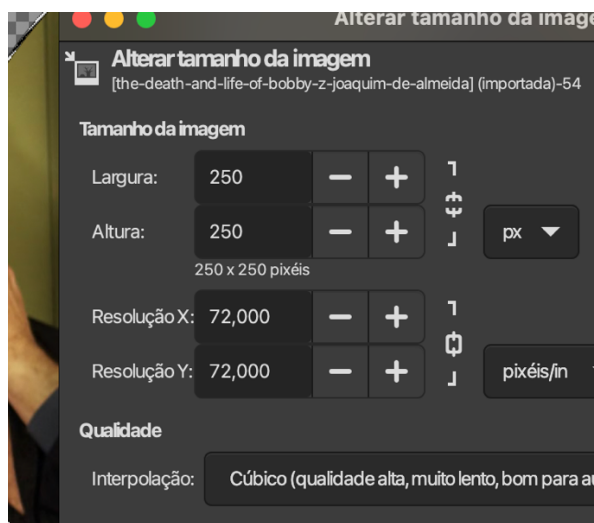 Alterar tamanho da image
Alterar tamanho da imagem
[the-death-and-life-of-bobby-z-joaquim-de-almeida] (importada)-54
Tamanho da imagem
Largura: 250
Altura: 250 px
250 x 250 pixéis
Resolução X: 72,000
Resolução Y: 72,000 pixéis/in
Qualidade
Interpolação: Cúbico (qualidade alta, muito lento, bom para au